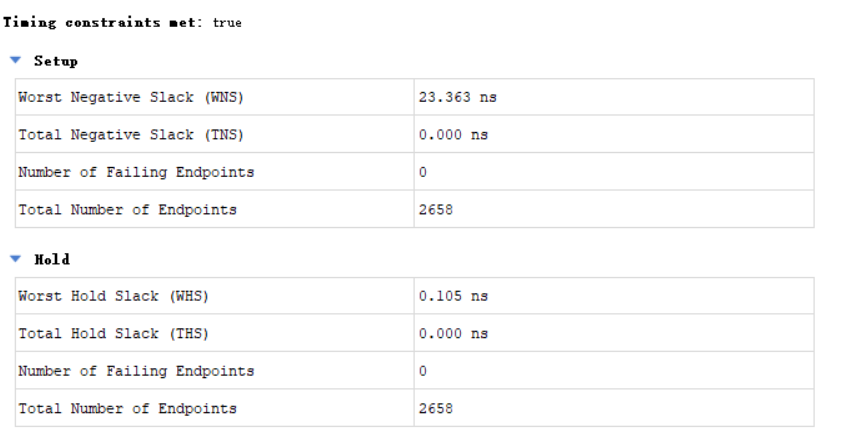 Timing constraints met: true
Setup
Worst Negative Slack (WNS) 23.363 ns
Total Negative Slack (TNS) 0.000 ns
Number of Failing Endpoints 0
Total Number of Endpoints 2658
Hold
Worst Hold Slack (WHS) 0.105 ns
Total Hold Slack (THS) 0.000 ns
Number of Failing Endpoints 0
Total Number of Endpoints 2658